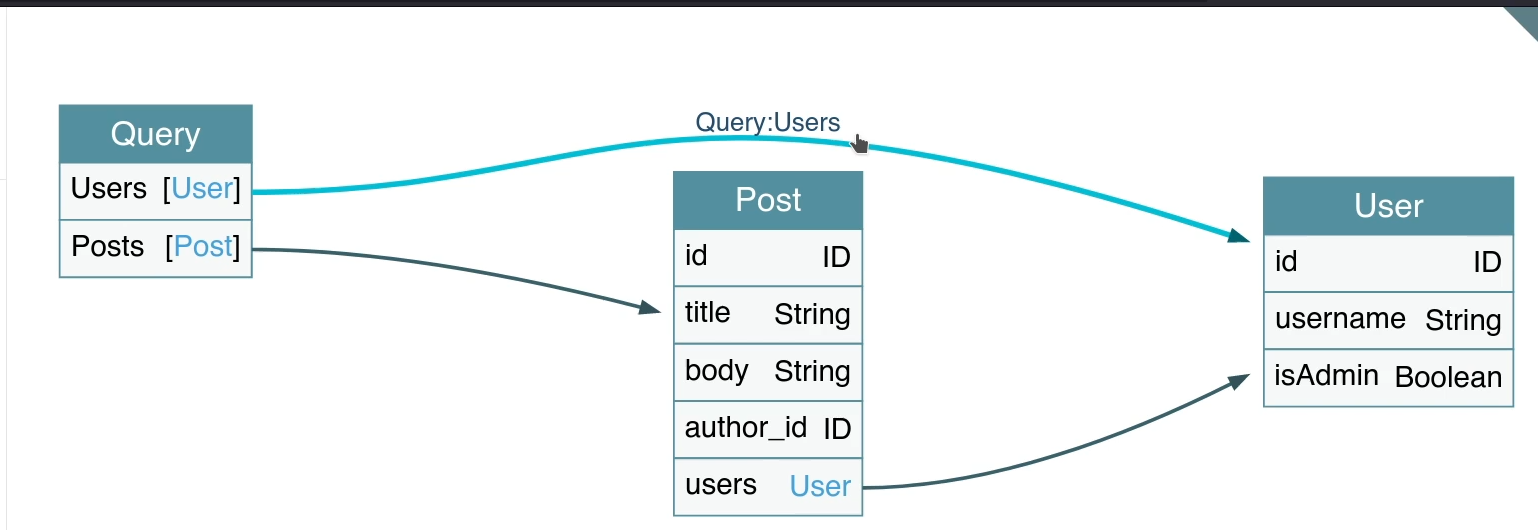 Query:Users
Query
Users [User]
Posts [Post]
Post
id ID
title String
body String
author_id ID
users User
User
id ID
username String
isAdmin Boolean